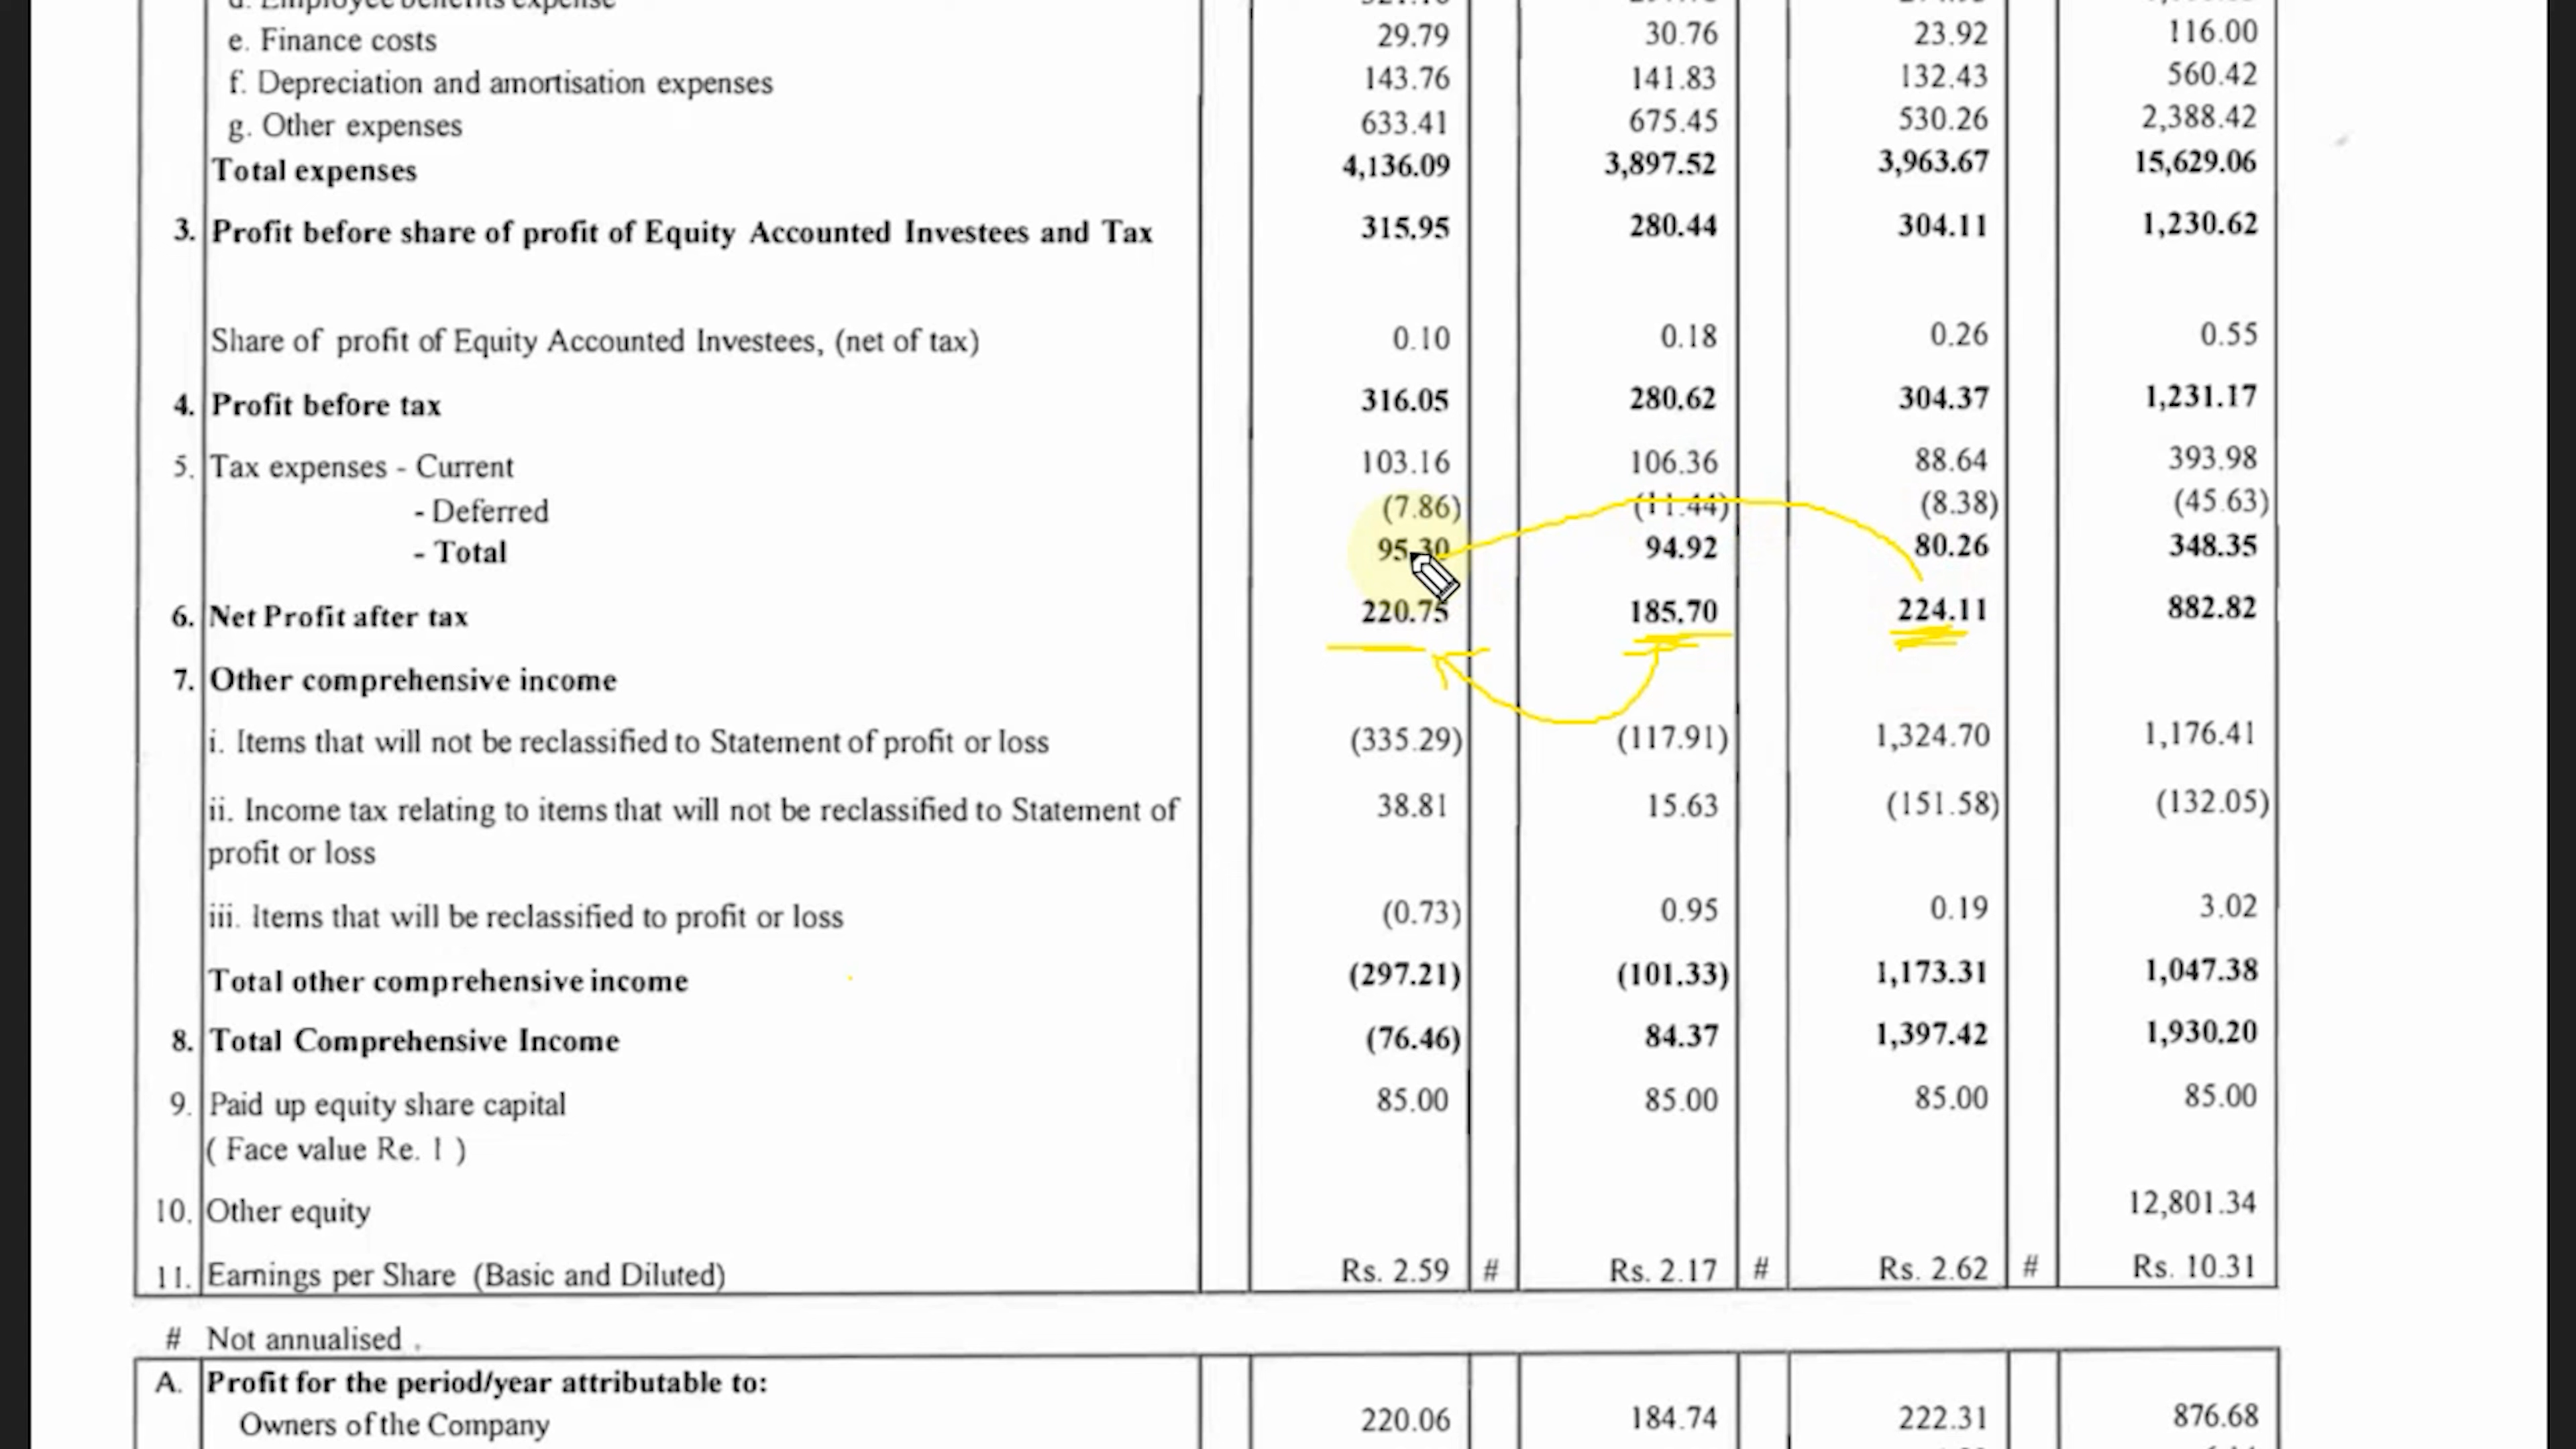 d. Employee benefits expense
e. Finance costs 29.79 30.76 23.92 116.00
f. Depreciation and amortisation expenses 143.76 141.83 132.43 560.42
g. Other expenses 633.41 675.45 530.26 2,388.42
Total expenses 4,136.09 3,897.52 3,963.67 15,629.06
3. Profit before share of profit of Equity Accounted Investees and Tax 315.95 280.44 304.11 1,230.62
Share of profit of Equity Accounted Investees, (net of tax) 0.10 0.18 0.26 0.55
4. Profit before tax 316.05 280.62 304.37 1,231.17
5. Tax expenses - Current 103.16 106.36 88.64 393.98
- Deferred (7.86) (11.44) (8.38) (45.63)
- Total 95.30 94.92 80.26 348.35
6. Net Profit after tax 220.75 185.70 224.11 882.82
7. Other comprehensive income
i. Items that will not be reclassified to Statement of profit or loss (335.29) (117.91) 1,324.70 1,176.41
ii. Income tax relating to items that will not be reclassified to Statement of 38.81 15.63 (151.58) (132.05)
profit or loss
iii. Items that will be reclassified to profit or loss (0.73) 0.95 0.19 3.02
Total other comprehensive income (297.21) (101.33) 1,173.31 1,047.38
8. Total Comprehensive Income (76.46) 84.37 1,397.42 1,930.20
9. Paid up equity share capital 85.00 85.00 85.00 85.00
( Face value Re. 1 )
10. Other equity 12,801.34
11. Earnings per Share (Basic and Diluted) Rs. 2.59 # Rs. 2.17 # Rs. 2.62 # Rs. 10.31
# Not annualised .
A. Profit for the period/year attributable to:
Owners of the Company 220.06 184.74 222.31 876.68